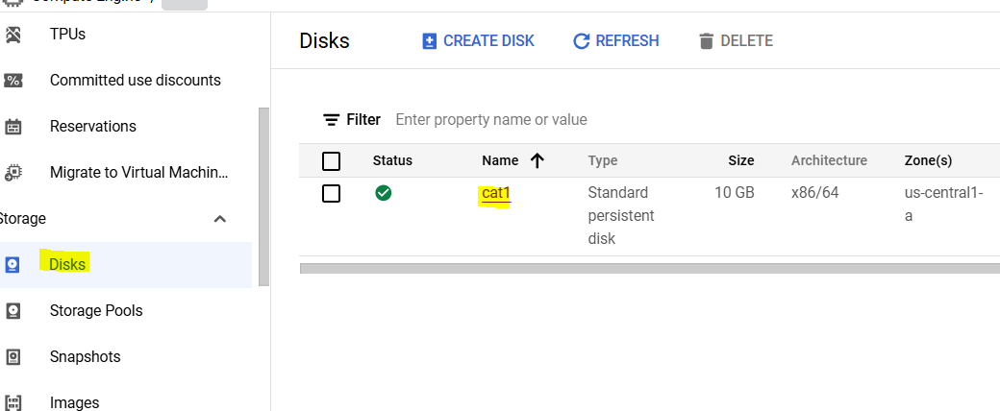 TPUs
Committed use discounts
Reservations
Migrate to Virtual Machin...
Storage
Disks
Storage Pools
Snapshots
Images
Disks
CREATE DISK
REFRESH
DELETE
Filter
Enter property name or value
Status
Name
Type
Size
Architecture
Zone(s)
cat1
Standard
persistent
disk
10 GB
x86/64
us-central1-
a